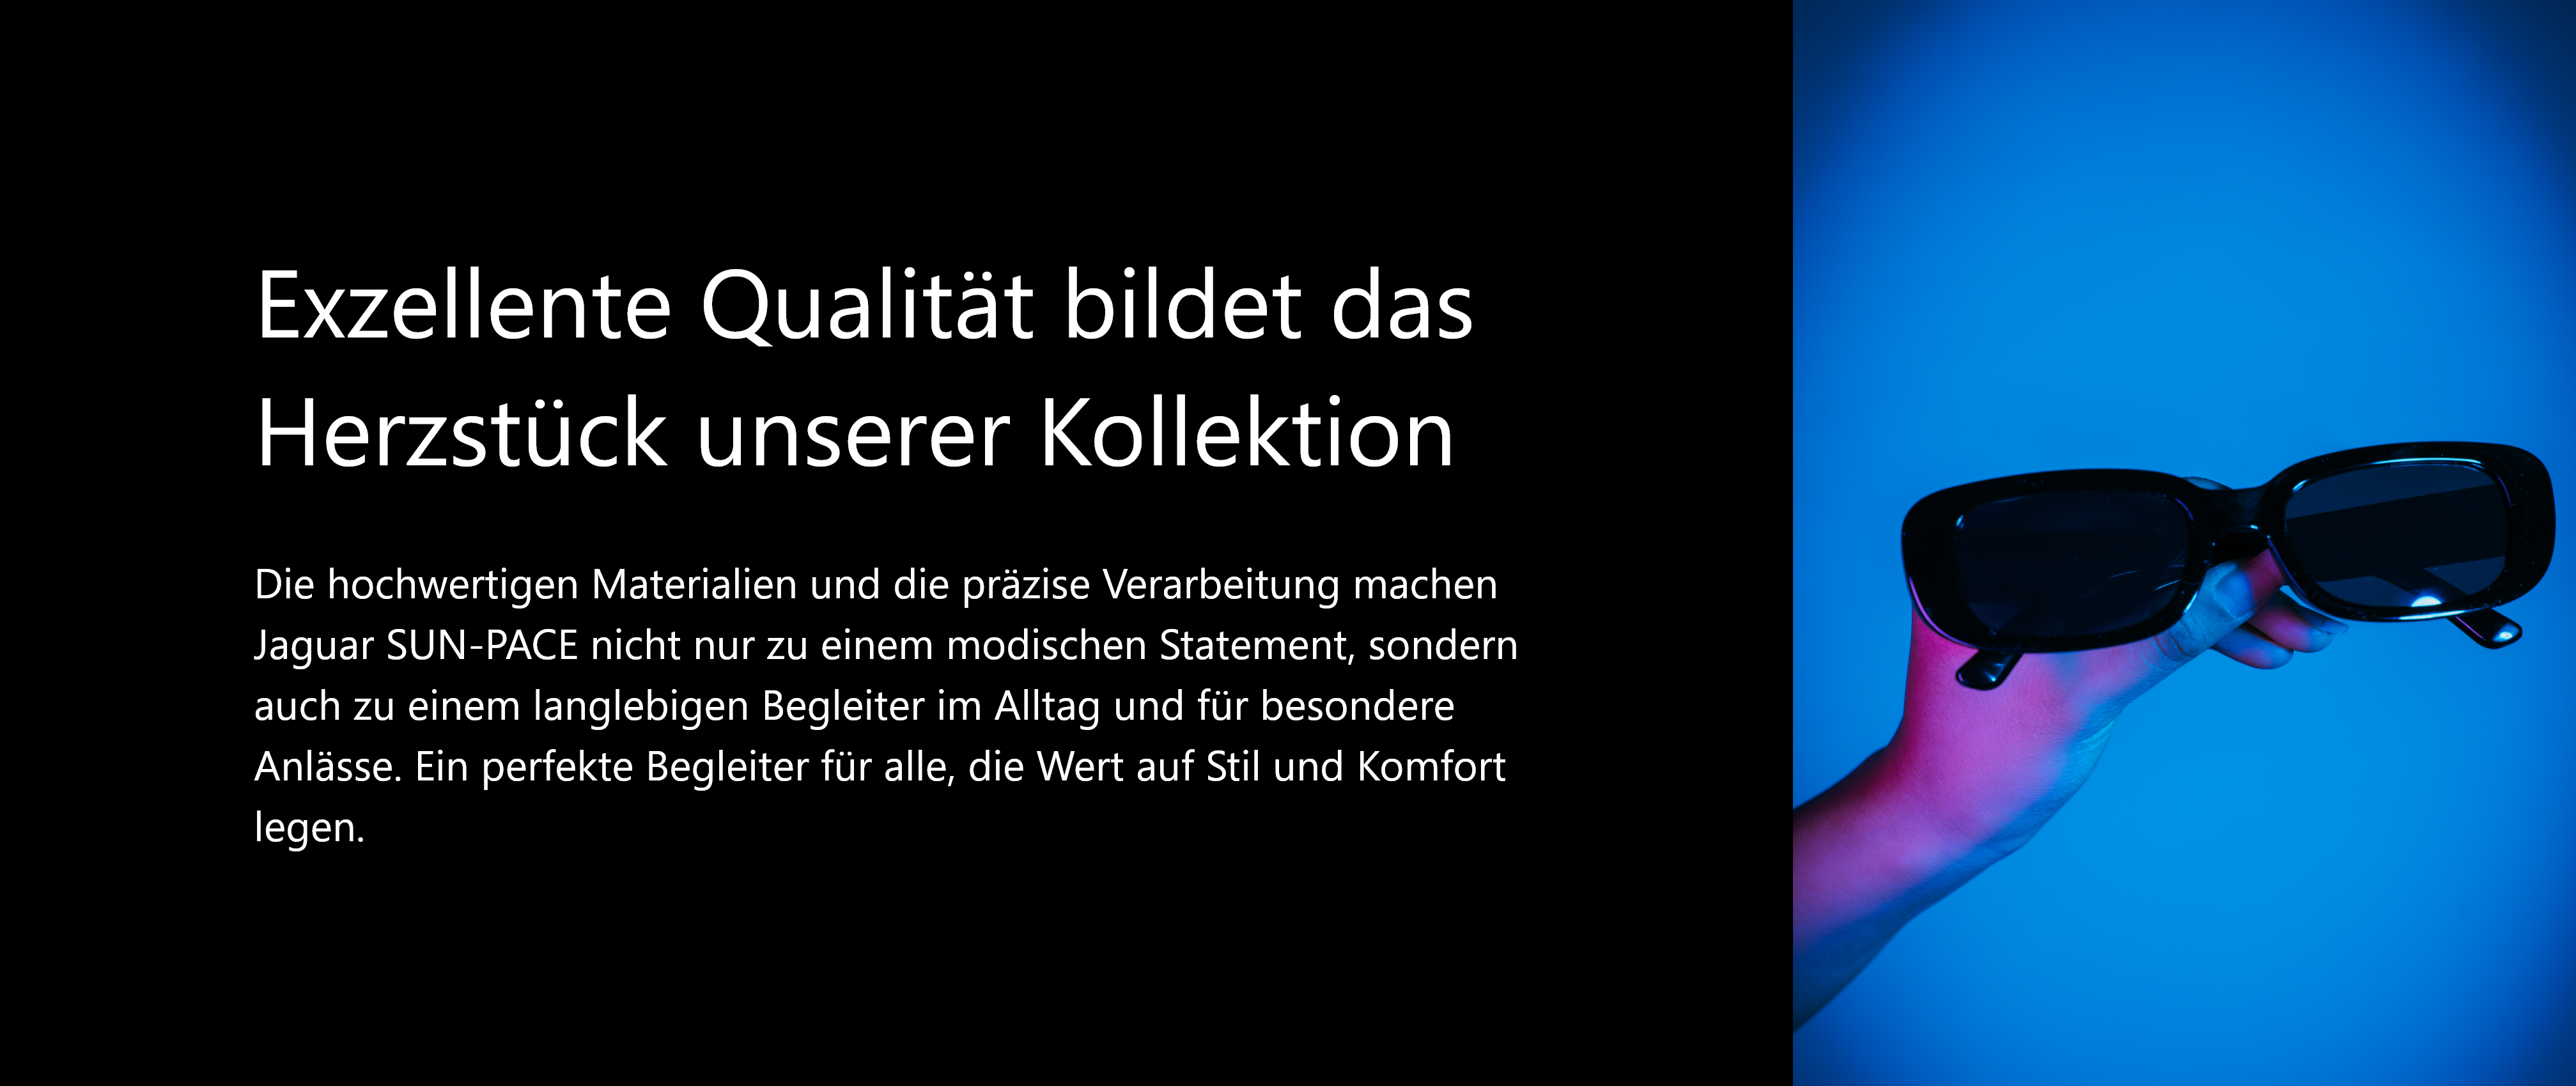 Exzellente Qualität bildet das
Herzstück unserer Kollektion
Die hochwertigen Materialien und die präzise Verarbeitung machen
Jaguar SUN-PACE nicht nur zu einem modischen Statement, sondern
auch zu einem langlebigen Begleiter im Alltag und für besondere
Anlässe. Ein perfekte Begleiter für alle, die Wert auf Stil und Komfort
legen.